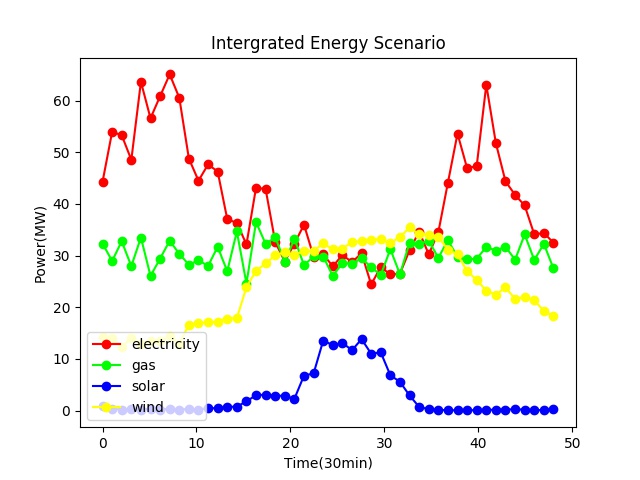 Intergrated Energy Scenario
Power(MW)
60
50
40
30
20
10
0
electricity
gas
solar
wind
0 10 20 30 40 50
Time(30min)